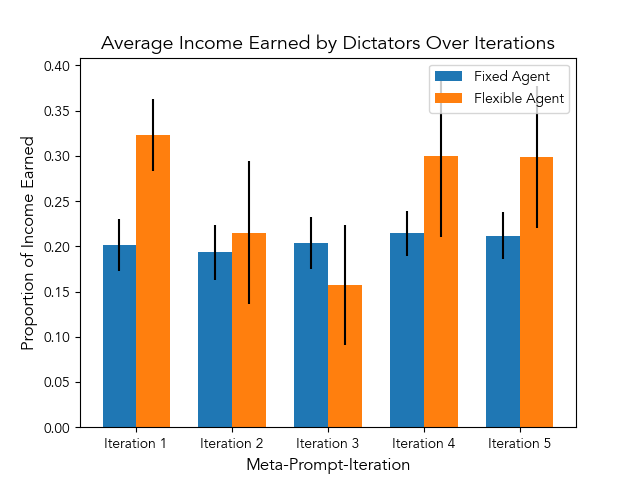 Average Income Earned by Dictators Over Iterations
Fixed Agent
Flexible Agent
Proportion of Income Earned
0.40
0.35
0.30
0.25
0.20
0.15
0.10
0.05
0.00
Iteration 1 Iteration 2 Iteration 3 Iteration 4 Iteration 5
Meta-Prompt-Iteration